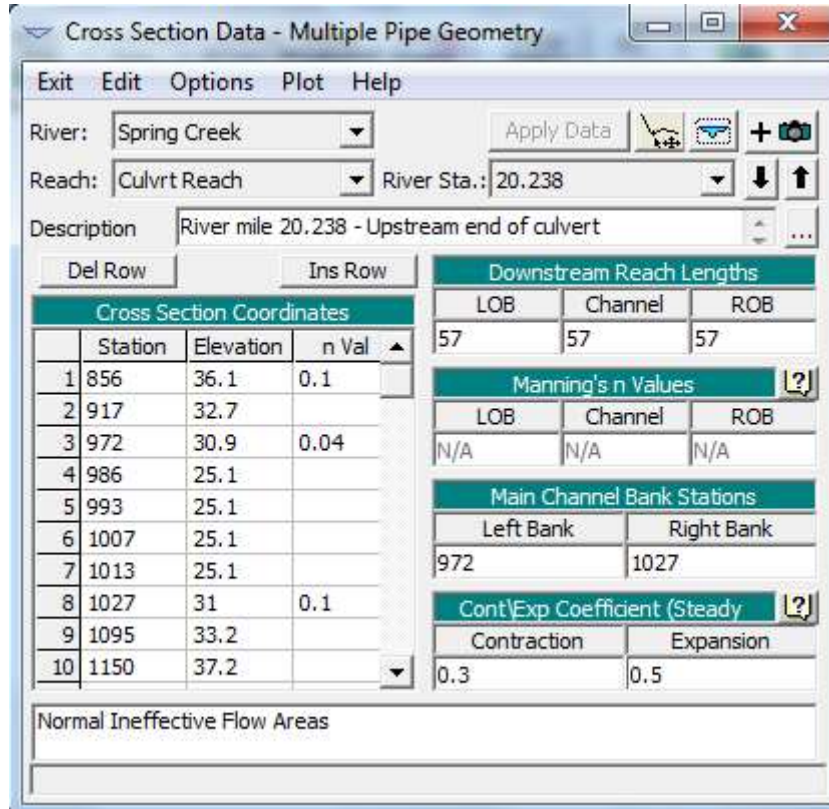 Cross Section Data - Multiple Pipe Geometry
Exit Edit Options Plot Help
River: Spring Creek Apply Data +
Reach: Culvrt Reach River Sta.: 20.238
Description River mile 20.238 - Upstream end of culvert ...
Del Row Ins Row Downstream Reach Lengths
Cross Section Coordinates LOB Channel ROB
Station Elevation n Val 57 57 57
1 856 36.1 0.1 Manning's n Values ?
2 917 32.7 LOB Channel ROB
3 972 30.9 0.04 N/A N/A N/A
4 986 25.1
5 993 25.1 Main Channel Bank Stations
6 1007 25.1 Left Bank Right Bank
7 1013 25.1 972 1027
8 1027 31 0.1 Cont\Exp Coefficient (Steady ?
9 1095 33.2 Contraction Expansion
10 1150 37.2 0.3 0.5
Normal Ineffective Flow Areas